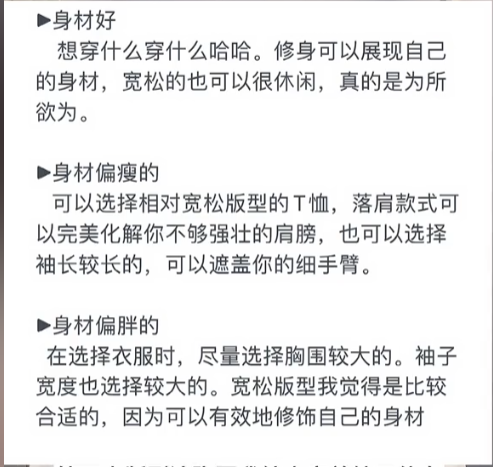 ▶身材好
想穿什么穿什么哈哈。修身可以展现自己
的身材，宽松的也可以很休闲，真的是为所
欲为。
▶身材偏瘦的
可以选择相对宽松版型的T恤，落肩款式可
以完美化解你不够强壮的肩膀，也可以选择
袖长较长的，可以遮盖你的细手臂。
▶身材偏胖的
在选择衣服时，尽量选择胸围较大的。袖子
宽度也选择较大的。宽松版型我觉得是比较
合适的，因为可以有效地修饰自己的身材